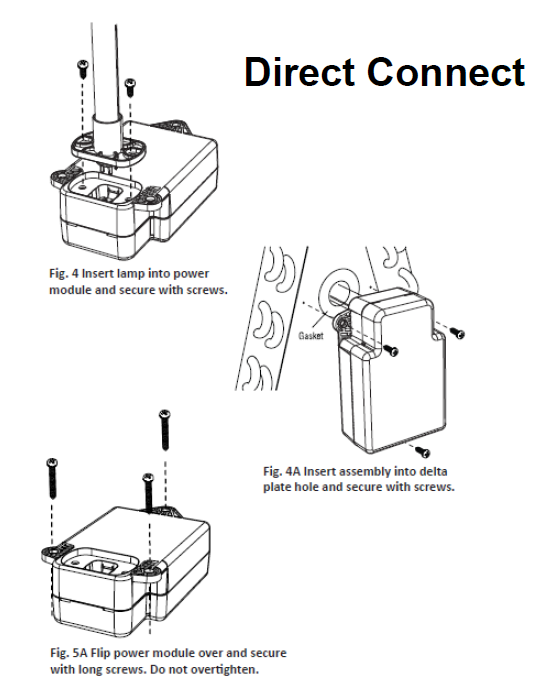 Direct Connect
Fig. 4 Insert lamp into power
module and secure with screws.
Gasket
Fig. 4A Insert assembly into delta
plate hole and secure with screws.
Fig. 5A Flip power module over and secure
with long screws. Do not overtighten.